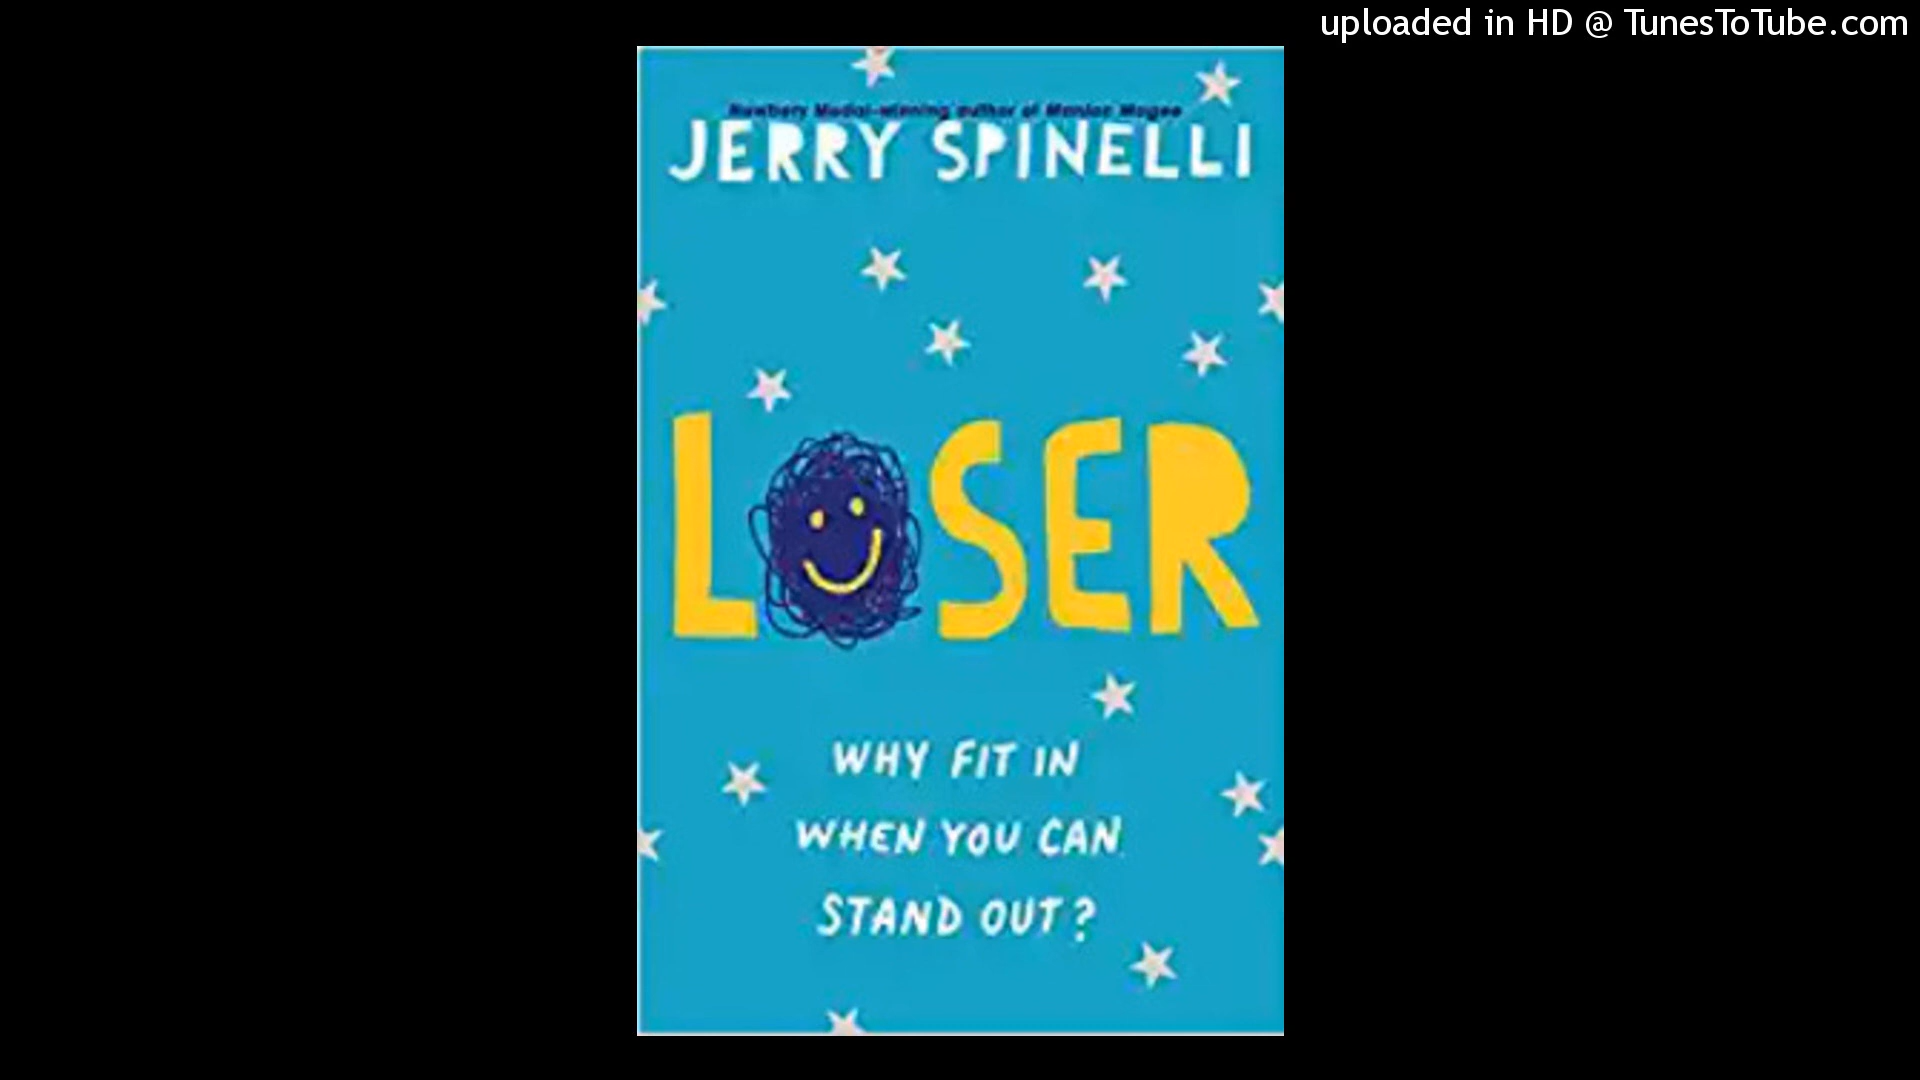 uploaded in HD @ TunesToTube.com
Newbery Medal-winning author of Maniac Magee
JERRY SPINELLI
LOSER
WHY FIT IN
WHEN YOU CAN
STAND OUT?